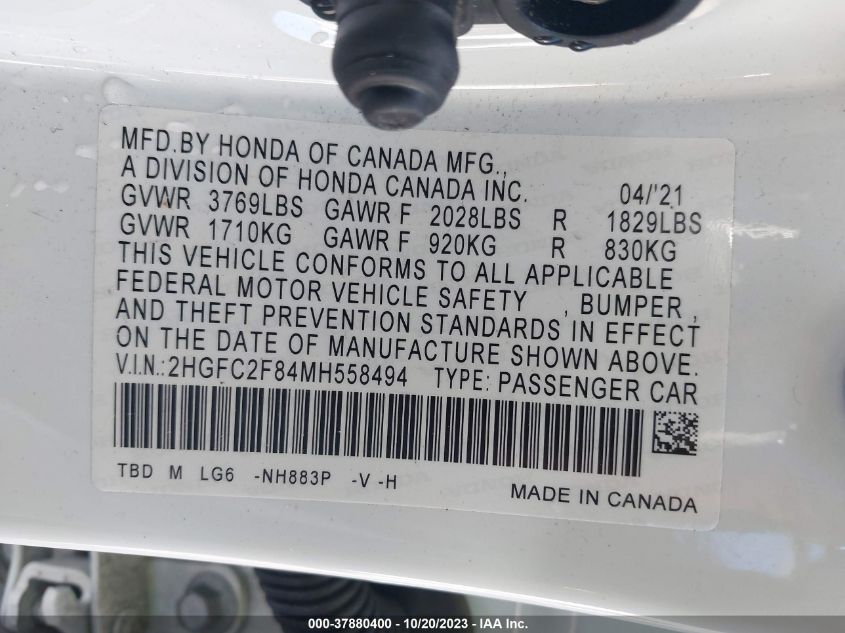 MFD.BY HONDA OF CANADA MFG.,
A DIVISION OF HONDA CANADA INC. 04/'21
GVWR 3769LBS GAWR F 2028LBS R 1829LBS
GVWR 1710KG GAWR F 920KG R 830KG
THIS VEHICLE CONFORMS TO ALL APPLICABLE
FEDERAL MOTOR VEHICLE SAFETY , BUMPER ,
AND THEFT PREVENTION STANDARDS IN EFFECT
ON THE DATE OF MANUFACTURE SHOWN ABOVE.
V.I.N.:2HGFC2F84MH558494 TYPE: PASSENGER CAR
TBD M LG6 -NH883P -V -H
MADE IN CANADA
000-37880400 - 10/20/2023 - IAA Inc.